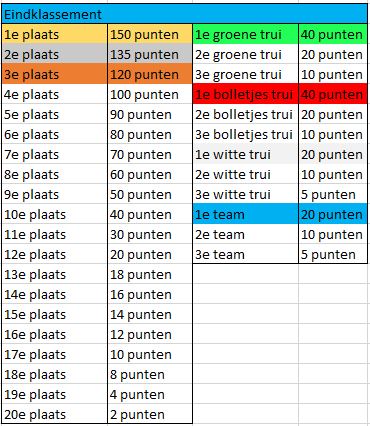 Eindklassement
1e plaats 150 punten 1e groene trui 40 punten
2e plaats 135 punten 2e groene trui 20 punten
3e plaats 120 punten 3e groene trui 10 punten
4e plaats 100 punten 1e bolletjes trui 40 punten
5e plaats 90 punten 2e bolletjes trui 20 punten
6e plaats 80 punten 3e bolletjes trui 10 punten
7e plaats 70 punten 1e witte trui 20 punten
8e plaats 60 punten 2e witte trui 10 punten
9e plaats 50 punten 3e witte trui 5 punten
10e plaats 40 punten 1e team 20 punten
11e plaats 30 punten 2e team 10 punten
12e plaats 20 punten 3e team 5 punten
13e plaats 18 punten
14e plaats 16 punten
15e plaats 14 punten
16e plaats 12 punten
17e plaats 10 punten
18e plaats 8 punten
19e plaats 4 punten
20e plaats 2 punten